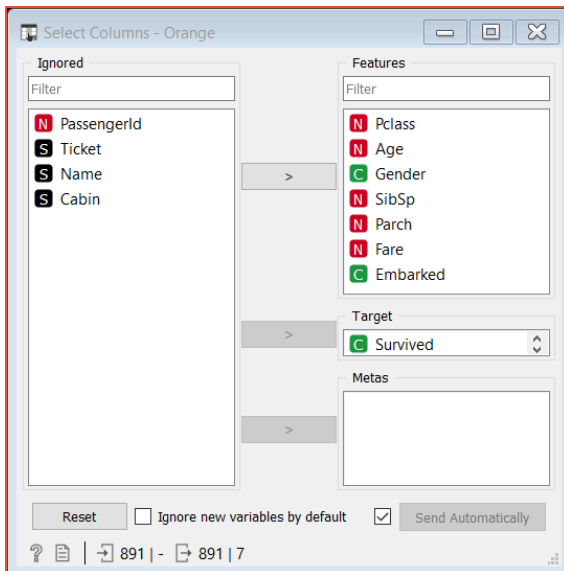 Select Columns - Orange
Ignored
Filter
N PassengerId
S Ticket
S Name
S Cabin
>
>
>
Features
Filter
N Pclass
N Age
C Gender
N SibSp
N Parch
N Fare
C Embarked
Target
C Survived
Metas
Reset
Ignore new variables by default
Send Automatically
? 891 | - 891 | 7